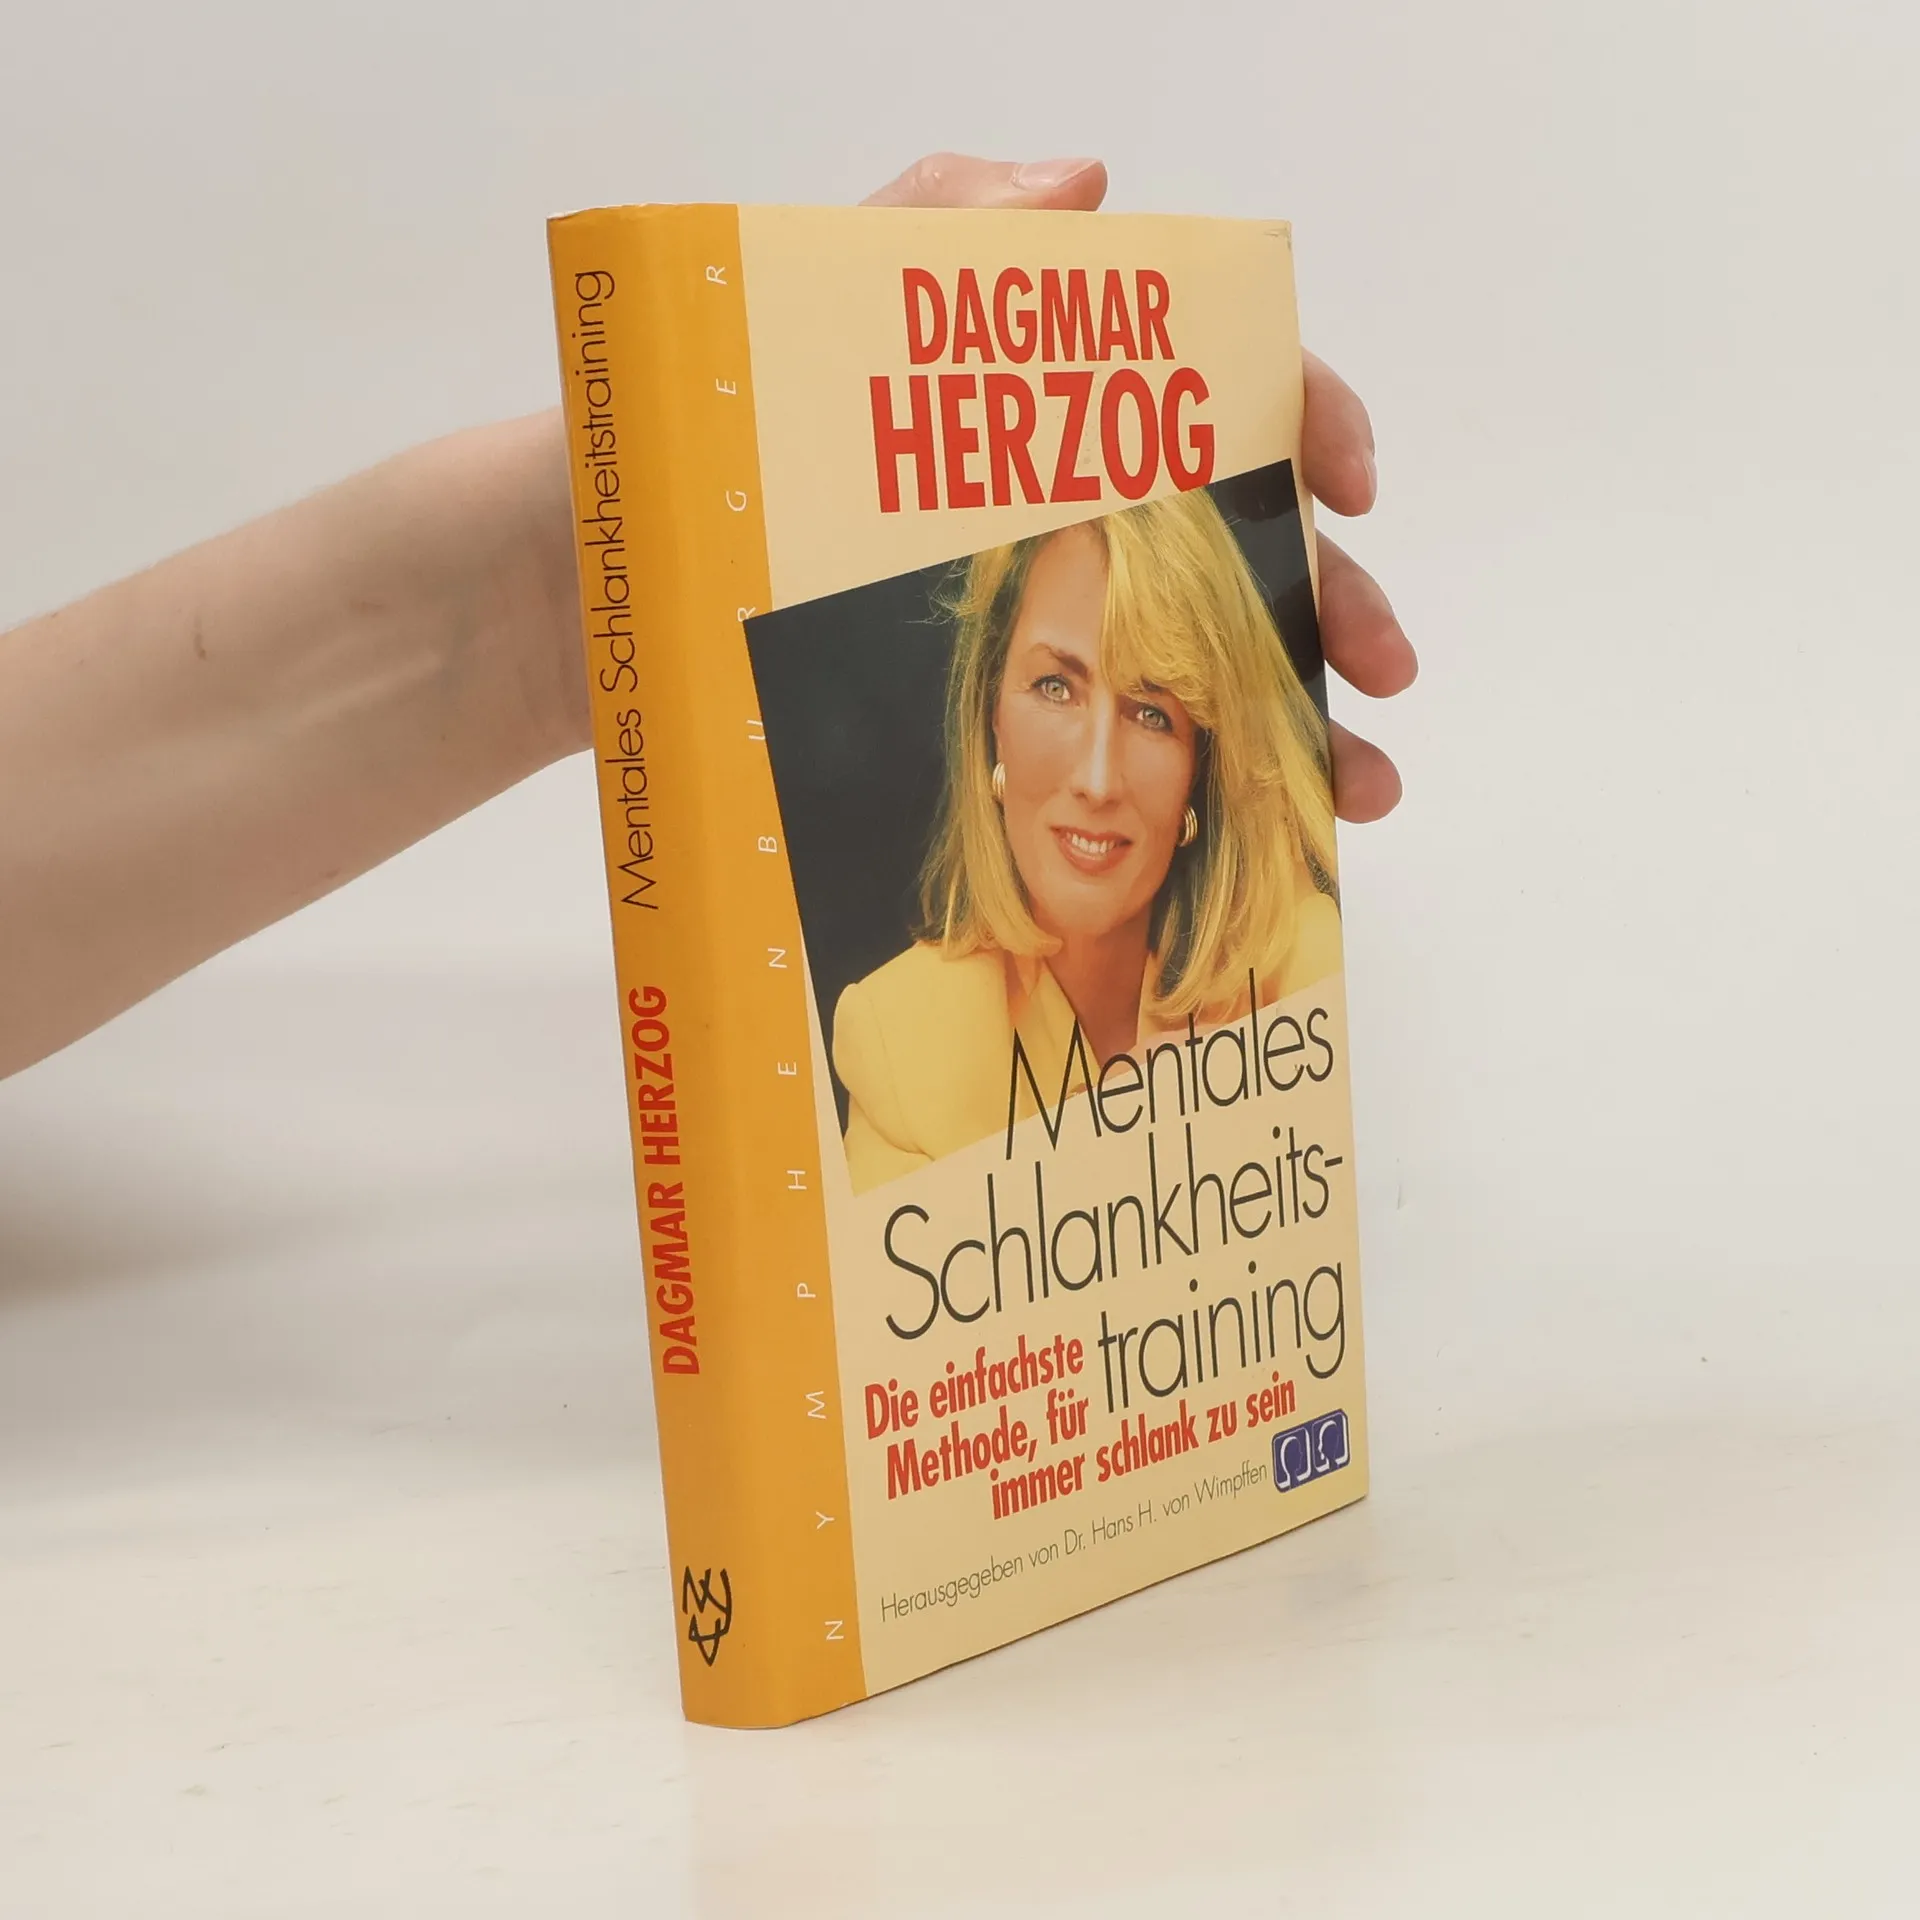 Mentales Schlankheitstraining
DAGMAR HERZOG
NYMPHENBURGER
DAGMAR
HERZOG
Mentales
Schlankheits-
training
Die einfachste
Methode, für
immer schlank zu sein
Herausgegeben von Dr. Hans H. von Wimpffen